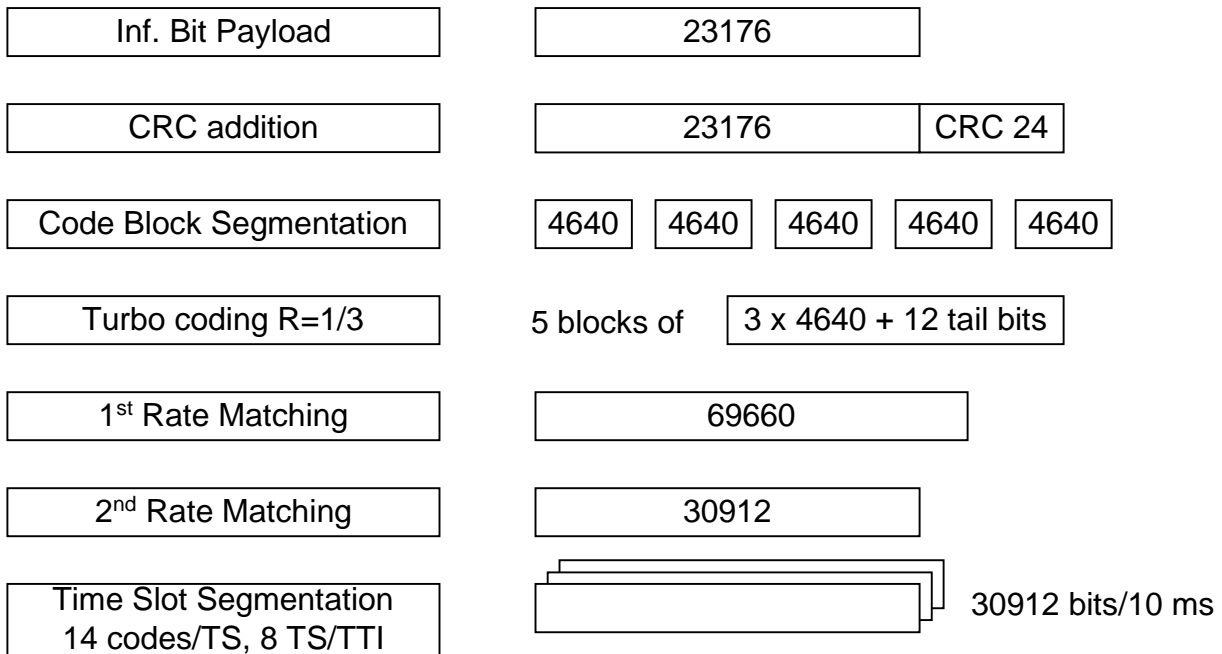 Inf. Bit Payload 23176
CRC addition 23176 CRC 24
Code Block Segmentation 4640 4640 4640 4640 4640
Turbo coding R=1/3 5 blocks of 3 x 4640 + 12 tail bits
1st Rate Matching 69660
2nd Rate Matching 30912
Time Slot Segmentation
14 codes/TS, 8 TS/TTI
30912 bits/10 ms